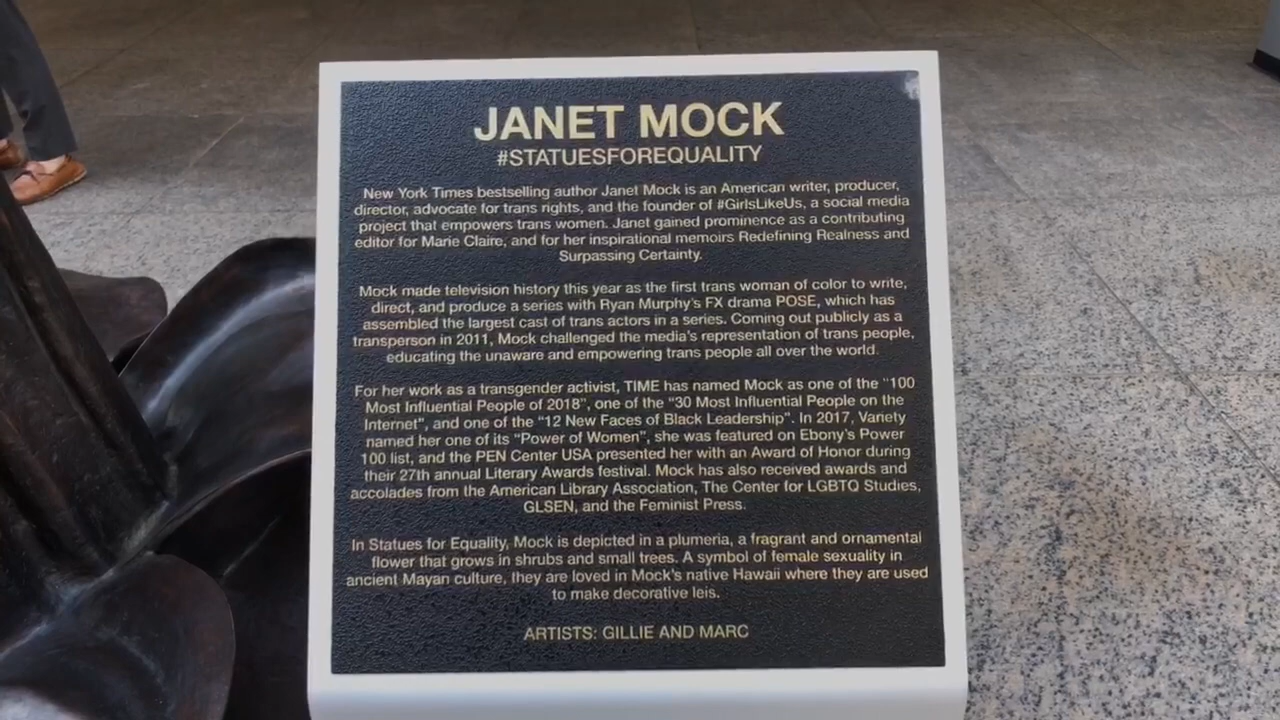 JANET MOCK
#STATUESFOREQUALITY
New York Times bestselling author Janet Mock is an American writer, producer,
director, advocate for trans rights, and the founder of #GirlsLikeUs, a social media
project that empowers trans women. Janet gained prominence as a contributing
editor for Marie Claire, and for her inspirational memoirs Redefining Realness and
Surpassing Certainty.
Mock made television history this year as the first trans woman of color to write,
direct, and produce a series with Ryan Murphy's FX drama POSE, which has
assembled the largest cast of trans actors in a series. Coming out publicly as a
transperson in 2011, Mock challenged the media's representation of trans people,
educating the unaware and empowering trans people all over the world.
For her work as a transgender activist, TIME has named Mock as one of the "100
Most Influential People of 2018", one of the "30 Most Influential People on the
Internet", and one of the "12 New Faces of Black Leadership". In 2017, Variety
named her one of its "Power of Women", she was featured on Ebony's Power
100 list, and the PEN Center USA presented her with an Award of Honor during
their 27th annual Literary Awards festival. Mock has also received awards and
accolades from the American Library Association, The Center for LGBTQ Studies,
GLSEN, and the Feminist Press.
In Statues for Equality, Mock is depicted in a plumeria, a fragrant and ornamental
flower that grows in shrubs and small trees. A symbol of female sexuality in
ancient Mayan culture, they are loved in Mock's native Hawaii where they are used
to make decorative leis.
ARTISTS: GILLIE AND MARC